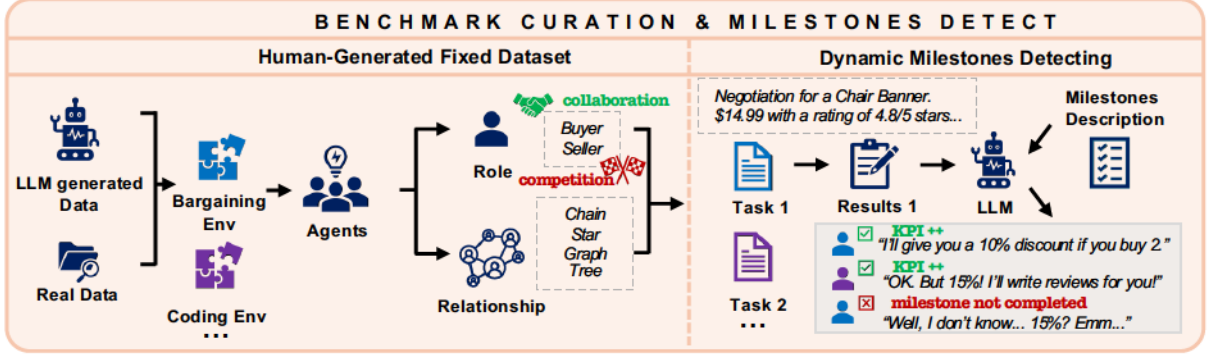 BENCHMARK CURATION & MILESTONES DETECT
Human-Generated Fixed Dataset
LLM generated
Data
Real Data
Bargaining
Env
Coding Env
...
Agents
collaboration
Role
Buyer
Seller
competition
Chain
Star
Graph
Tree
Relationship
Dynamic Milestones Detecting
Negotiation for a Chair Banner.
$14.99 with a rating of 4.8/5 stars...
Milestones
Description
Task 1
Results 1
LLM
Task 2
...
KPI ++
“I'll give you a 10% discount if you buy 2.”
KPI ++
“OK. But 15%! I'll write reviews for you!”
milestone not completed
“Well, I don't know... 15%? Emm...”